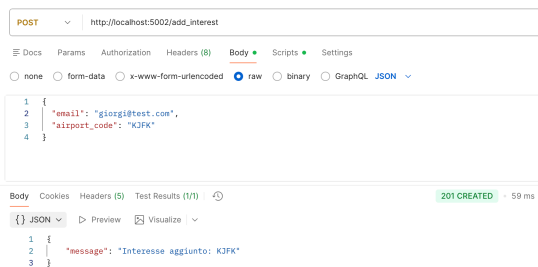 POST http://localhost:5002/add_interest
Docs Params Authorization Headers (8) Body Scripts Settings
none form-data x-www-form-urlencoded raw binary GraphQL JSON
1 {
2 "email": "giorgi@test.com",
3 "airport_code": "KJFK"
4 }
Body Cookies Headers (5) Test Results (1/1) 201 CREATED · 59 ms
{} JSON Preview Visualize
1 {
2 "message": "Interesse aggiunto: KJFK"
3 }